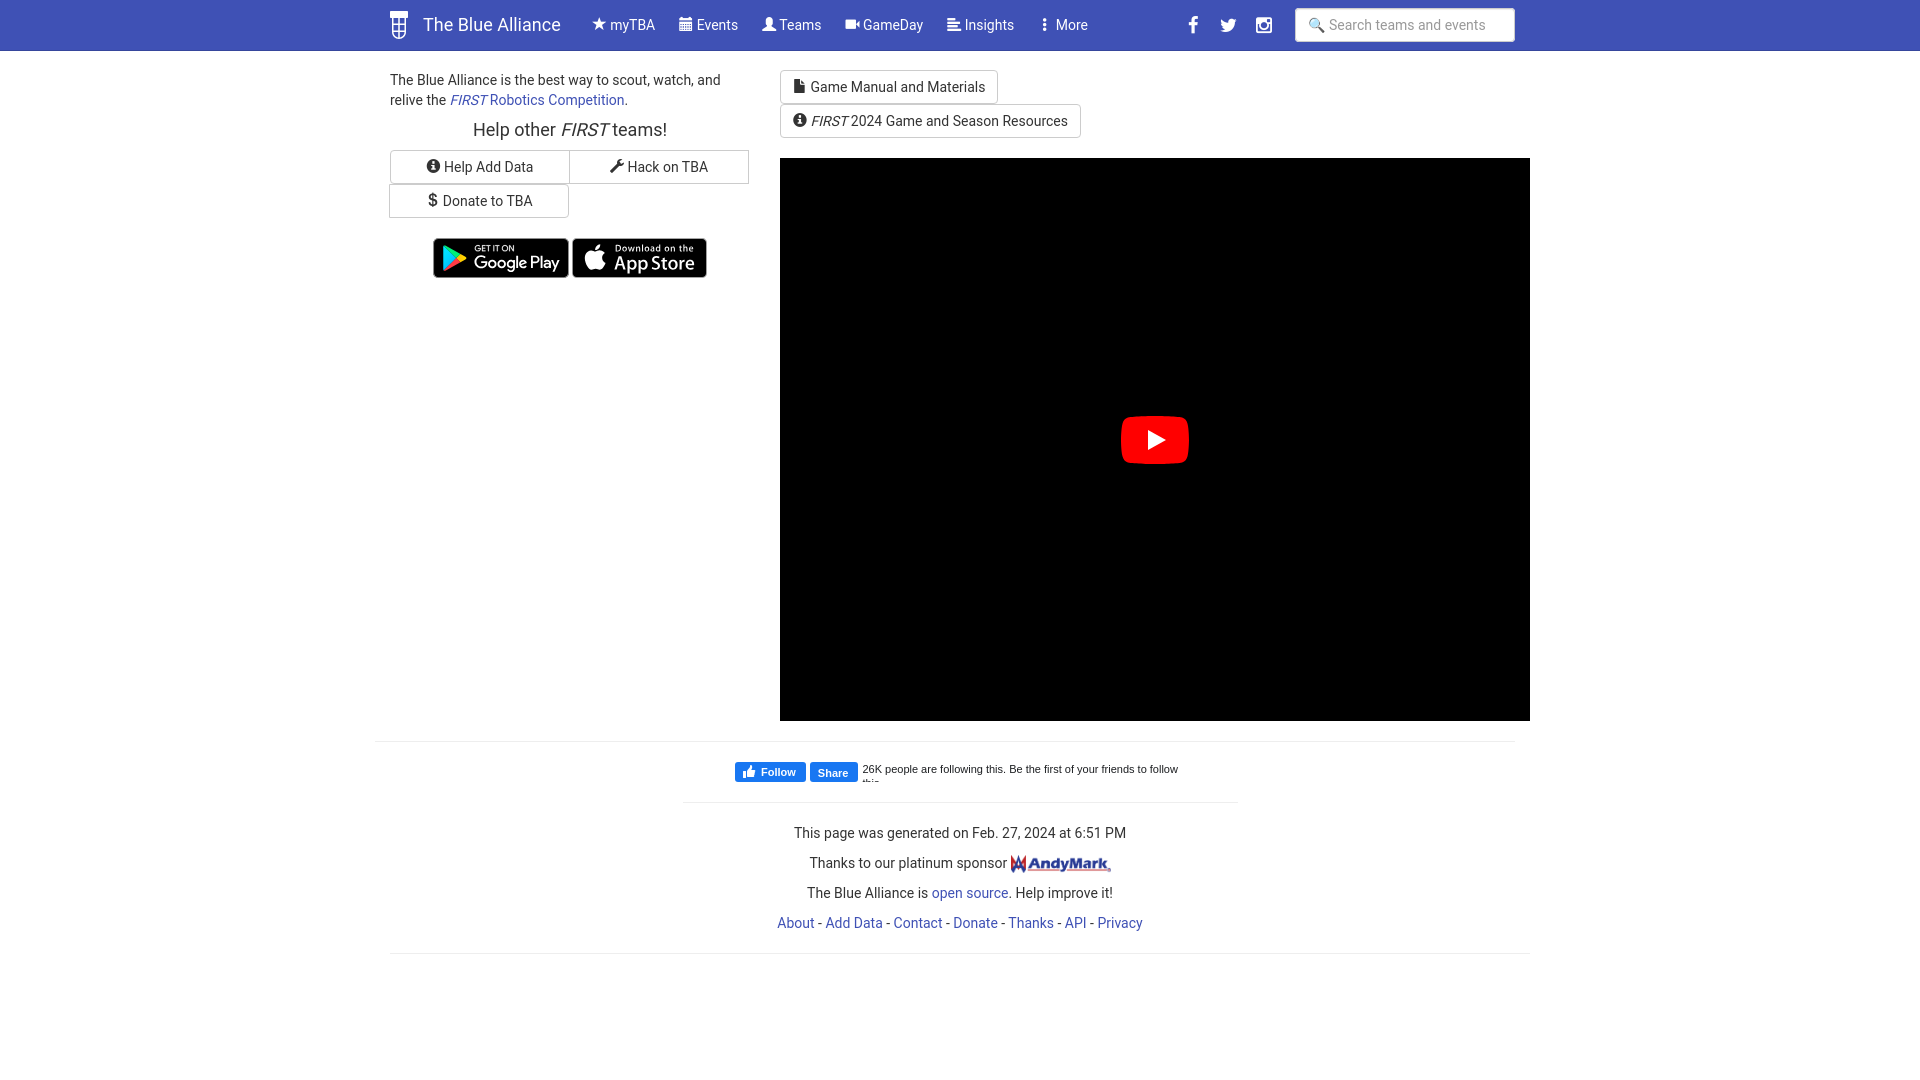 The Blue Alliance myTBA Events Teams GameDay Insights More Search teams and events
The Blue Alliance is the best way to scout, watch, and
relive the FIRST Robotics Competition.
Help other FIRST teams!
Help Add Data Hack on TBA
$ Donate to TBA
GET IT ON
Google Play
Download on the
App Store
Game Manual and Materials
FIRST 2024 Game and Season Resources
Follow Share 26K people are following this. Be the first of your friends to follow
This page was generated on Feb. 27, 2024 at 6:51 PM
Thanks to our platinum sponsor AndyMark
The Blue Alliance is open source. Help improve it!
About - Add Data - Contact - Donate - Thanks - API - Privacy